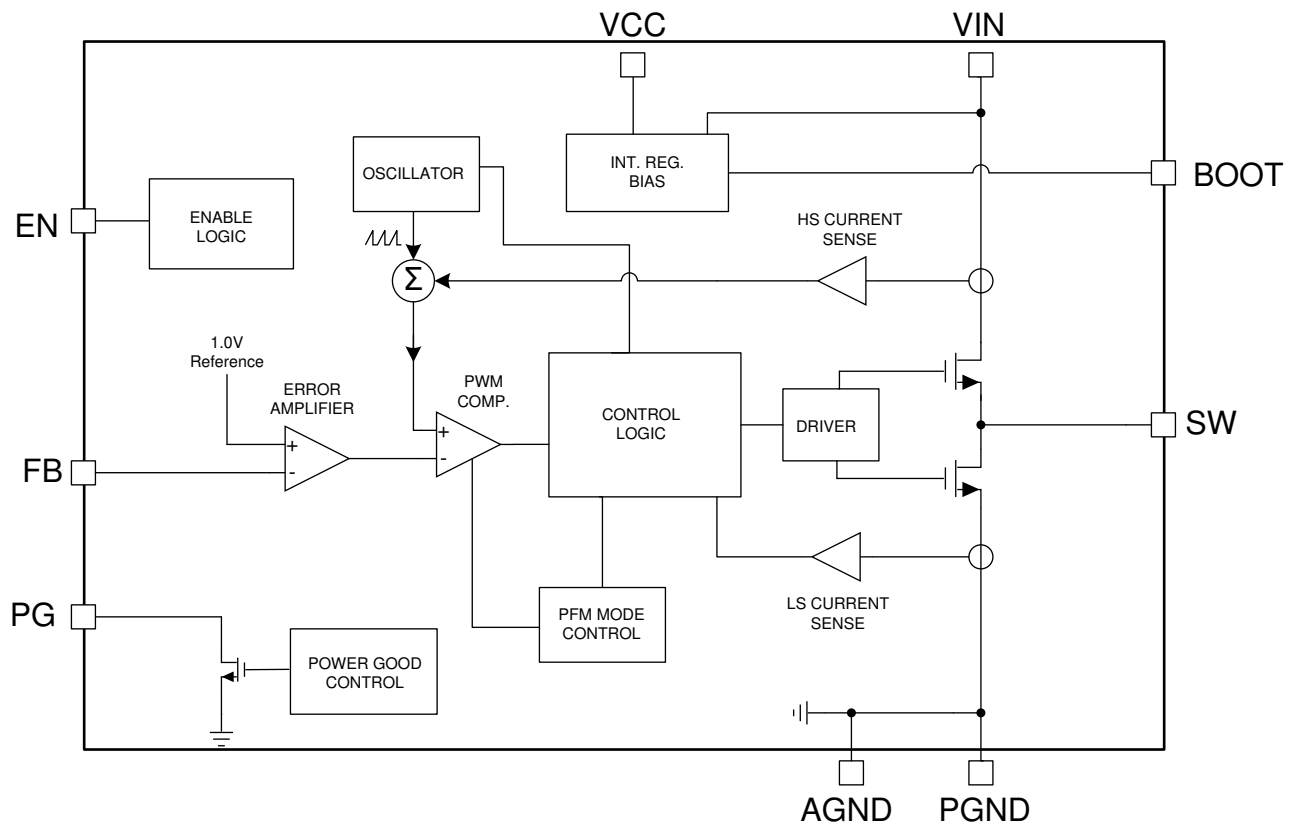 VCC
VIN
OSCILLATOR
INT. REG.
BIAS
BOOT
EN
ENABLE
LOGIC
HS CURRENT
SENSE
Σ
1.0V
Reference
ERROR
AMPLIFIER
PWM
COMP.
CONTROL
LOGIC
DRIVER
SW
+
-
+
-
FB
PG
POWER GOOD
CONTROL
PFM MODE
CONTROL
LS CURRENT
SENSE
AGND
PGND